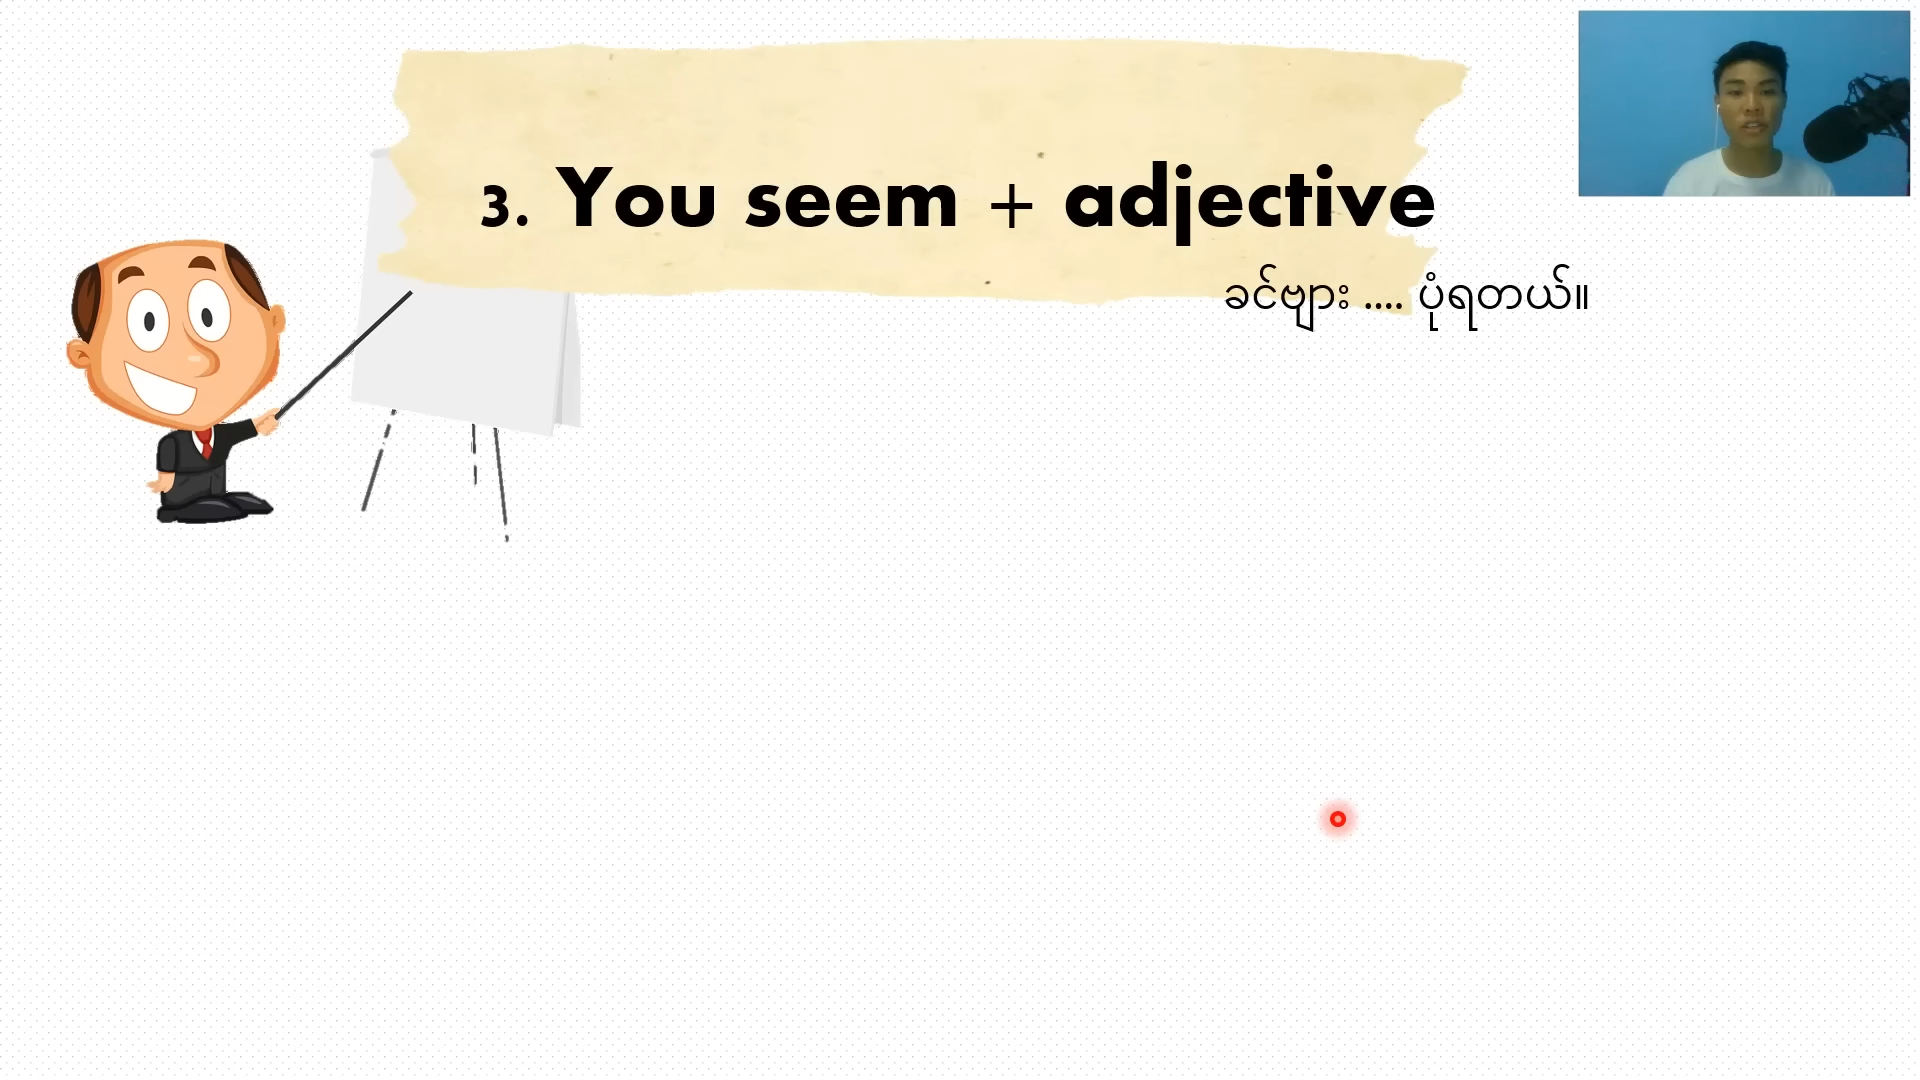 3. You seem + adjective
ခင်ဗျား .... ပုံရတယ်။